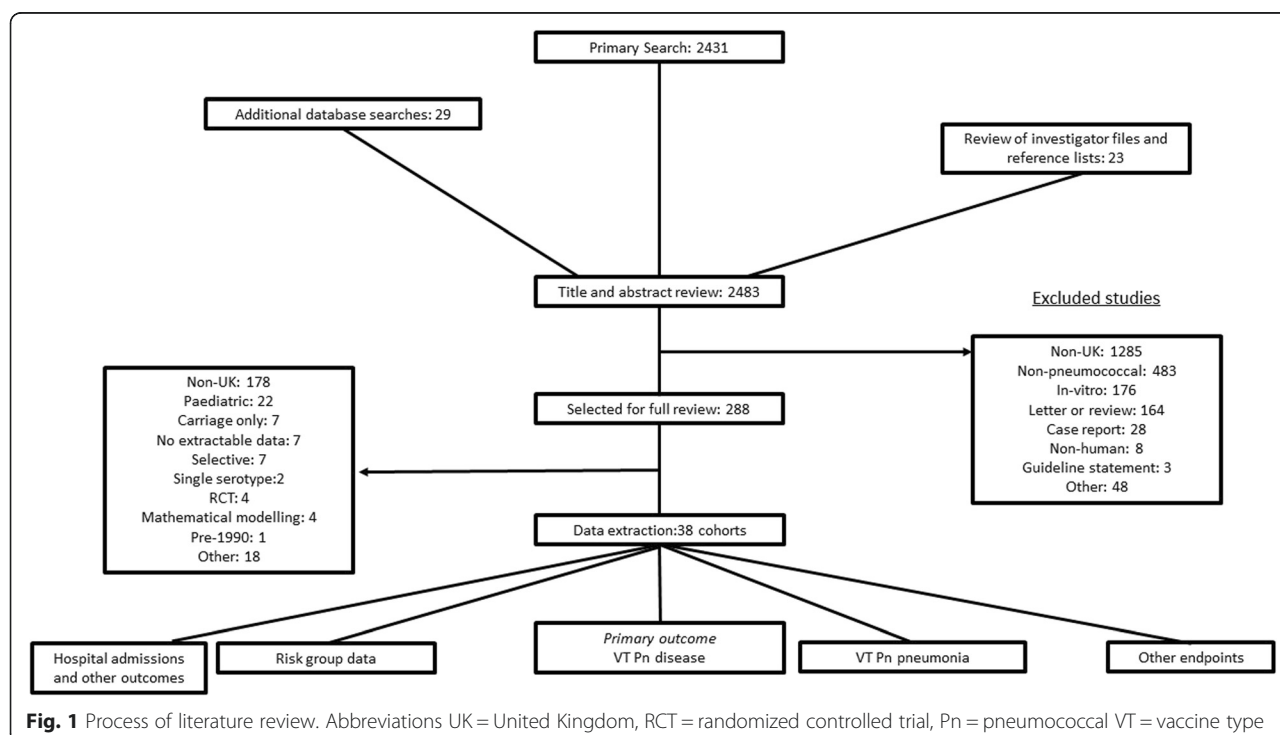 Primary Search: 2431
Additional database searches: 29
Review of investigator files and
reference lists: 23
Title and abstract review: 2483
Excluded studies
Non-UK: 1285
Non-pneumococcal: 483
In-vitro: 176
Letter or review: 164
Case report: 28
Non-human: 8
Guideline statement: 3
Other: 48
Selected for full review: 288
Non-UK: 178
Paediatric: 22
Carriage only: 7
No extractable data: 7
Selective: 7
Single serotype:2
RCT: 4
Mathematical modelling: 4
Pre-1990: 1
Other: 18
Data extraction:38 cohorts
Hospital admissions
and other outcomes
Risk group data
Primary outcome
VT Pn disease
VT Pn pneumonia
Other endpoints
Fig. 1 Process of literature review. Abbreviations UK = United Kingdom, RCT = randomized controlled trial, Pn = pneumococcal VT = vaccine type